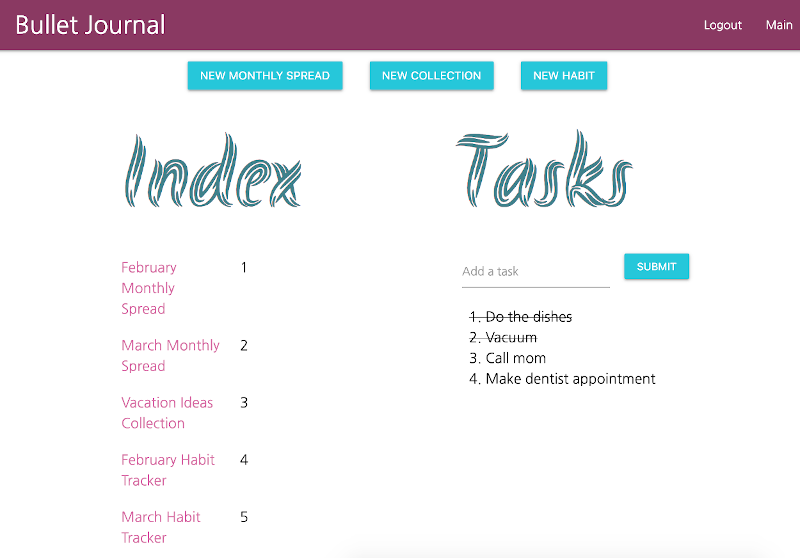 Bullet Journal
Logout
Main
NEW MONTHLY SPREAD
NEW COLLECTION
NEW HABIT
Index
February
Monthly
Spread
1
March Monthly
Spread
2
Vacation Ideas
Collection
3
February Habit
Tracker
4
March Habit
Tracker
5
Tasks
Add a task
SUBMIT
1. Do the dishes
2. Vacuum
3. Call mom
4. Make dentist appointment